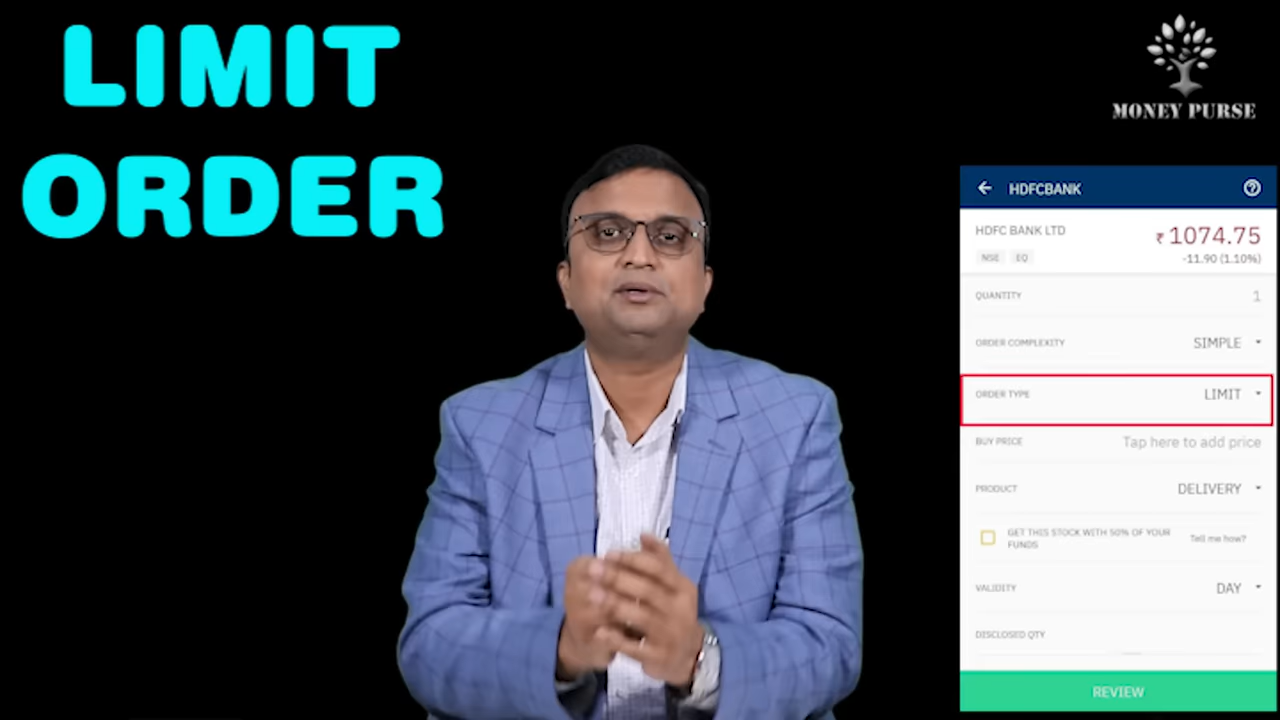 LIMIT
ORDER
MONEY PURSE
HDFCBANK
HDFC BANK LTD
₹ 1074.75
NSE EQ
-11.90 (1.10%)
QUANTITY 1
ORDER COMPLEXITY SIMPLE
ORDER TYPE LIMIT
BUY PRICE Tap here to add price
PRODUCT DELIVERY
GET THIS STOCK WITH 50% OF YOUR
FUNDS
Tell me how?
VALIDITY DAY
DISCLOSED QTY
REVIEW